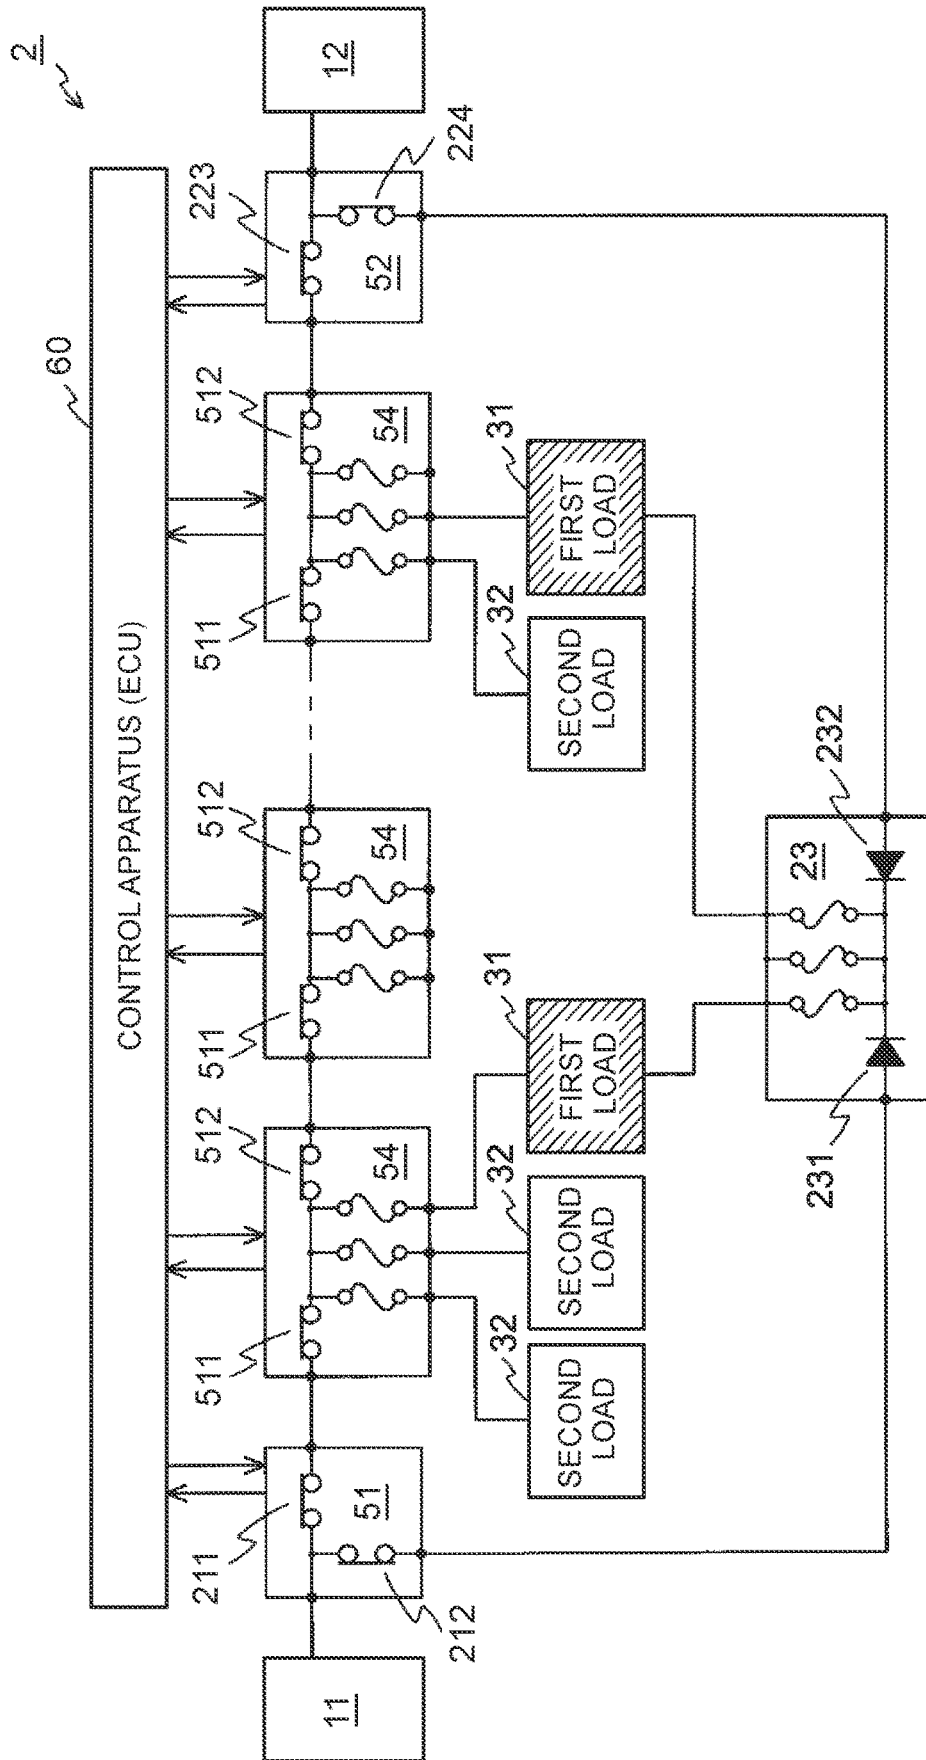 2
60
CONTROL APPARATUS (ECU)
11
211
51
212
511
512
54
511
512
54
511
512
54
223
52
224
12
32
SECOND
LOAD
32
SECOND
LOAD
31
FIRST
LOAD
32
SECOND
LOAD
31
FIRST
LOAD
231
23
232